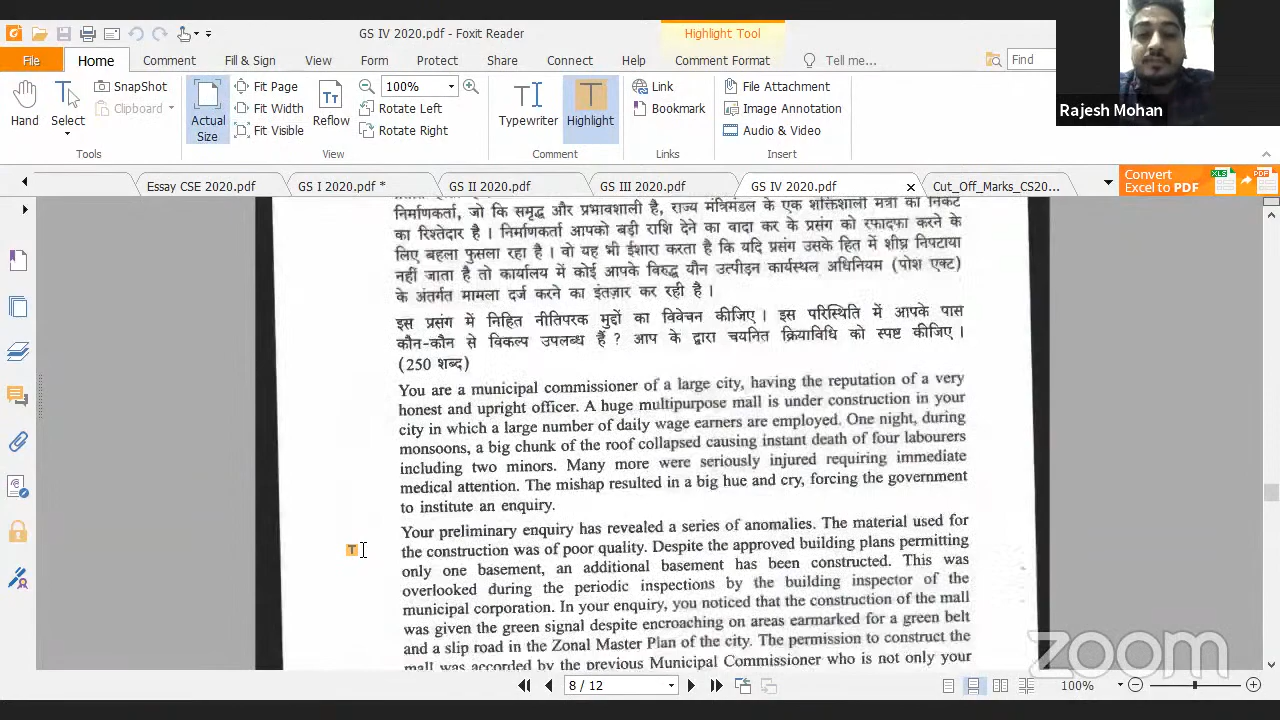 GS IV 2020.pdf - Foxit Reader
Highlight Tool
File
Home
Comment
Fill & Sign
View
Form
Protect
Share
Connect
Help
Comment Format
Tell me...
Find
Rajesh Mohan
Hand
Select
SnapShot
Clipboard
Tools
Actual Size
Fit Page
Fit Width
Fit Visible
Reflow
100%
Rotate Left
Rotate Right
View
Typewriter
Highlight
Comment
Link
Bookmark
Links
File Attachment
Image Annotation
Audio & Video
Insert
Essay CSE 2020.pdf
GS I 2020.pdf *
GS II 2020.pdf
GS III 2020.pdf
GS IV 2020.pdf
Cut_Off_Marks_CS20...
Convert
Excel to PDF
XLS
PDF
निर्माणकर्ता, जो कि समृद्ध और प्रभावशाली है, राज्य मंत्रिमंडल के एक शक्तिशाली मंत्री का निकट
का रिश्तेदार है । निर्माणकर्ता आपको बड़ी राशि देने का वादा कर के प्रसंग को रफादफा करने के
लिए बहला फुसला रहा है । वो यह भी ईशारा करता है कि यदि प्रसंग उसके हित में शीघ्र निपटाया
नहीं जाता है तो कार्यालय में कोई आपके विरुद्ध यौन उत्पीड़न कार्यस्थल अधिनियम (पोश एक्ट)
के अंतर्गत मामला दर्ज करने का इंतज़ार कर रही है ।
इस प्रसंग में निहित नीतिपरक मुद्दों का विवेचन कीजिए । इस परिस्थिति में आपके पास
कौन-कौन से विकल्प उपलब्ध हैं ? आप के द्वारा चयनित क्रियाविधि को स्पष्ट कीजिए ।
(250 शब्द)
You are a municipal commissioner of a large city, having the reputation of a very
honest and upright officer. A huge multipurpose mall is under construction in your
city in which a large number of daily wage earners are employed. One night, during
monsoons, a big chunk of the roof collapsed causing instant death of four labourers
including two minors. Many more were seriously injured requiring immediate
medical attention. The mishap resulted in a big hue and cry, forcing the government
to institute an enquiry.
Your preliminary enquiry has revealed a series of anomalies. The material used for
the construction was of poor quality. Despite the approved building plans permitting
only one basement, an additional basement has been constructed. This was
overlooked during the periodic inspections by the building inspector of the
municipal corporation. In your enquiry, you noticed that the construction of the mall
was given the green signal despite encroaching on areas earmarked for a green belt
and a slip road in the Zonal Master Plan of the city. The permission to construct the
mall was accorded by the previous Municipal Commissioner who is not only your
zoom
8 / 12
100%